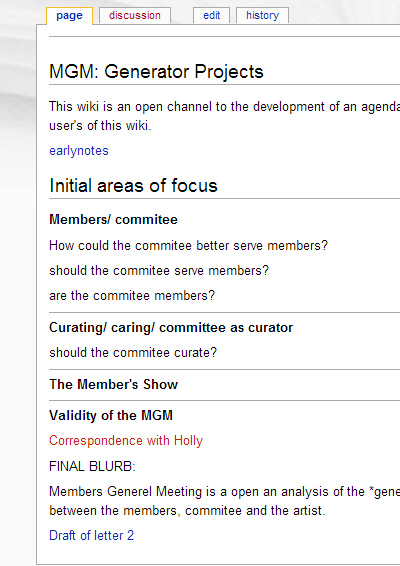 page discussion edit history
MGM: Generator Projects
This wiki is an open channel to the development of an agenda
user's of this wiki.
earlynotes
Initial areas of focus
Members/ commitee
How could the commitee better serve members?
should the commitee serve members?
are the commitee members?
Curating/ caring/ committee as curator
should the commitee curate?
The Member's Show
Validity of the MGM
Correspondence with Holly
FINAL BLURB:
Members Generel Meeting is a open an analysis of the *gene
between the members, commitee and the artist.
Draft of letter 2